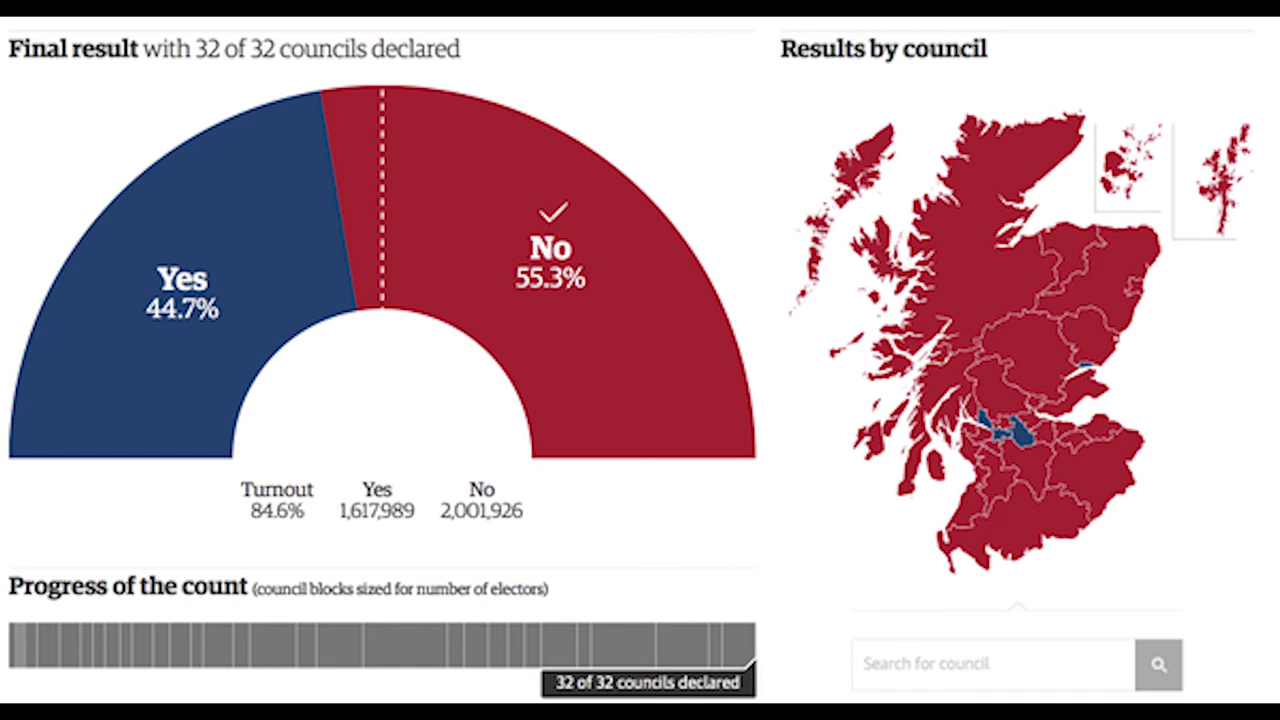 Final result with 32 of 32 councils declared
Results by council
Yes
44.7%
No
55.3%
Turnout Yes No
84.6% 1,617,989 2,001,926
Progress of the count (council blocks sized for number of electors)
32 of 32 councils declared
Search for council